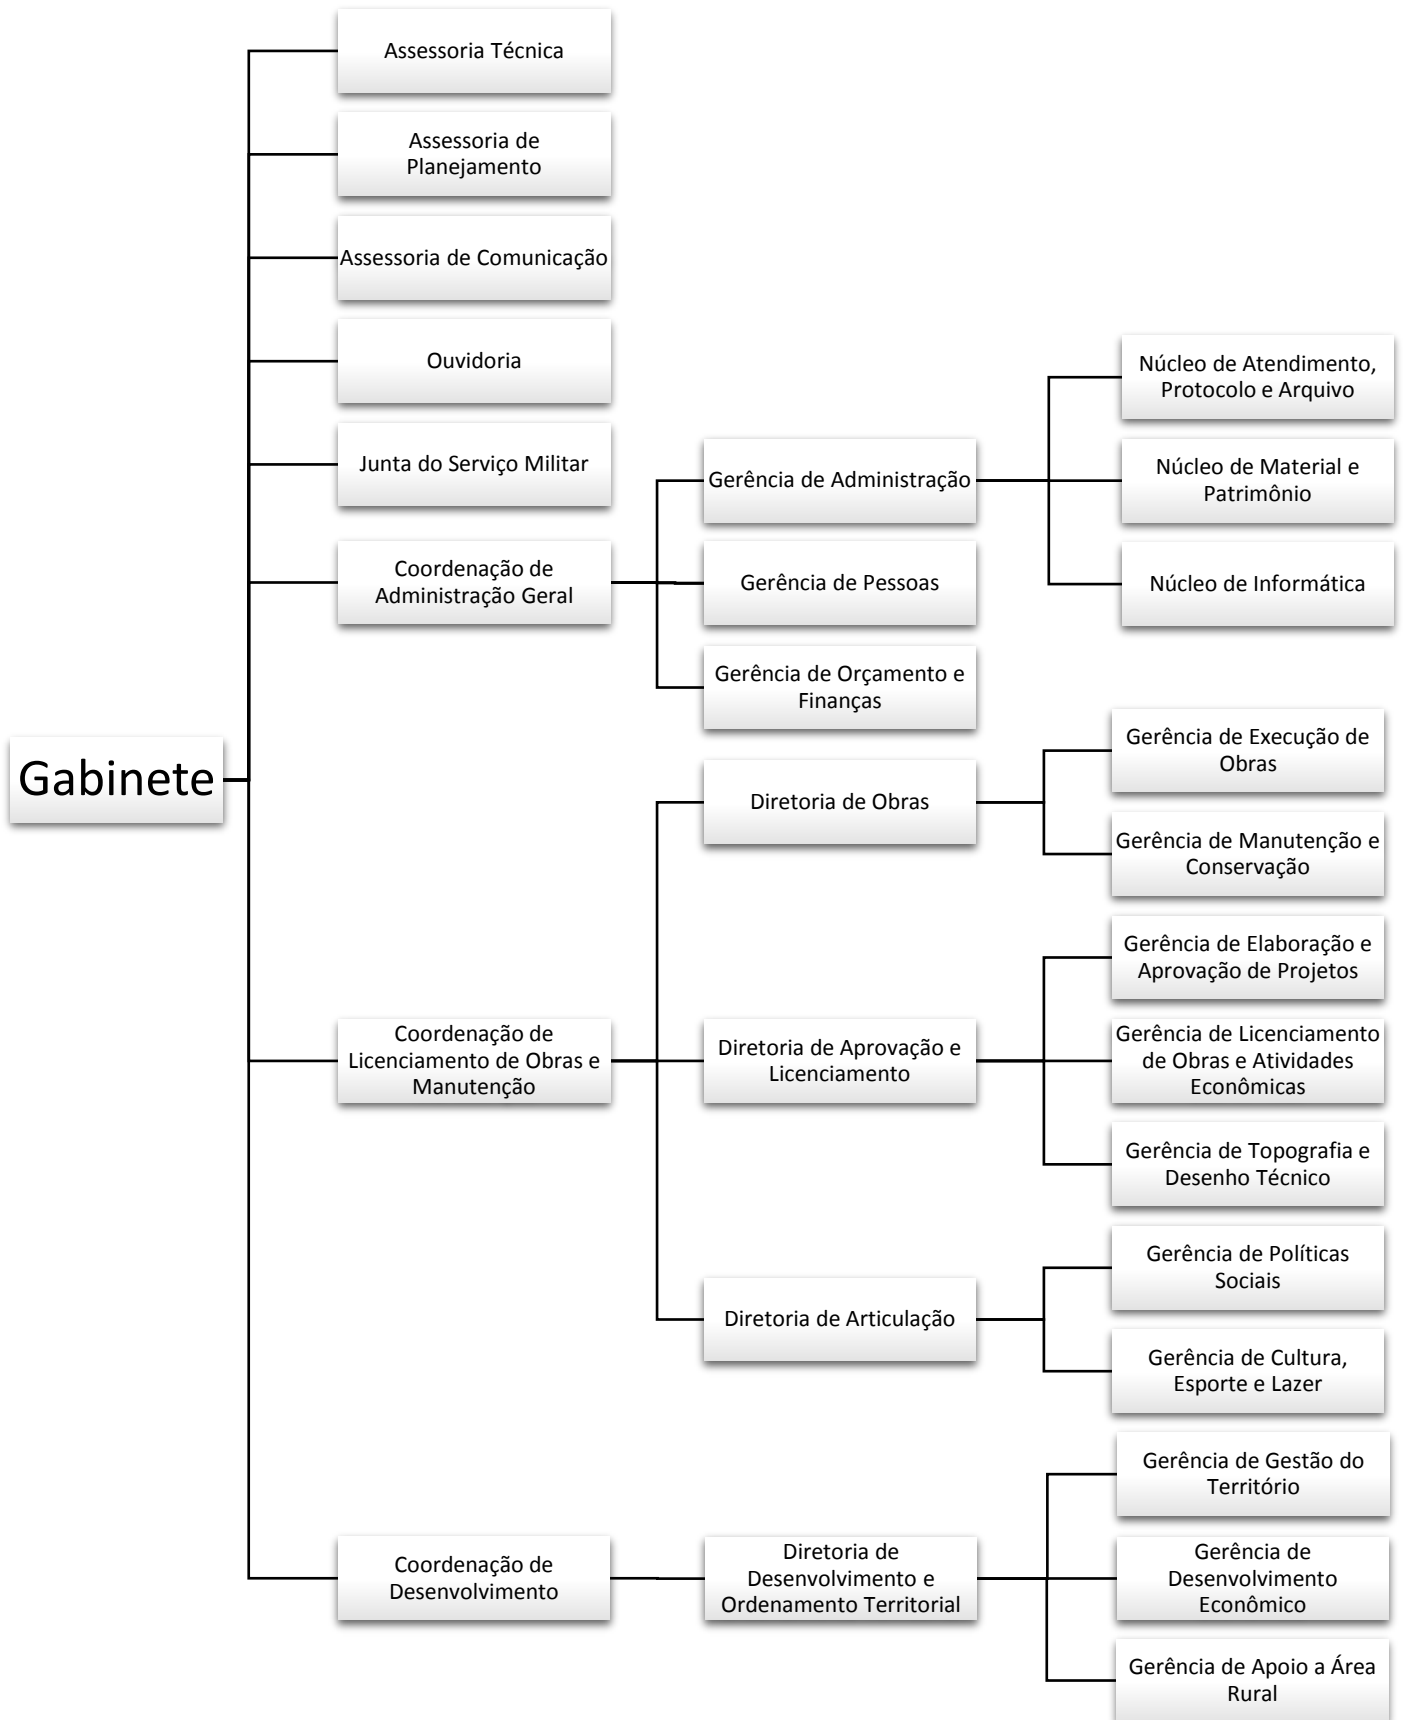 Gabinete
Assessoria Técnica
Assessoria de
Planejamento
Assessoria de Comunicação
Ouvidoria
Junta do Serviço Militar
Coordenação de
Administração Geral
Gerência de Administração
Núcleo de Atendimento,
Protocolo e Arquivo
Núcleo de Material e
Patrimônio
Núcleo de Informática
Gerência de Pessoas
Gerência de Orçamento e
Finanças
Coordenação de
Licenciamento de Obras e
Manutenção
Diretoria de Obras
Gerência de Execução de
Obras
Gerência de Manutenção e
Conservação
Diretoria de Aprovação e
Licenciamento
Gerência de Elaboração e
Aprovação de Projetos
Gerência de Licenciamento
de Obras e Atividades
Econômicas
Gerência de Topografia e
Desenho Técnico
Diretoria de Articulação
Gerência de Políticas
Sociais
Gerência de Cultura,
Esporte e Lazer
Coordenação de
Desenvolvimento
Diretoria de
Desenvolvimento e
Ordenamento Territorial
Gerência de Gestão do
Território
Gerência de
Desenvolvimento
Econômico
Gerência de Apoio a Área
Rural